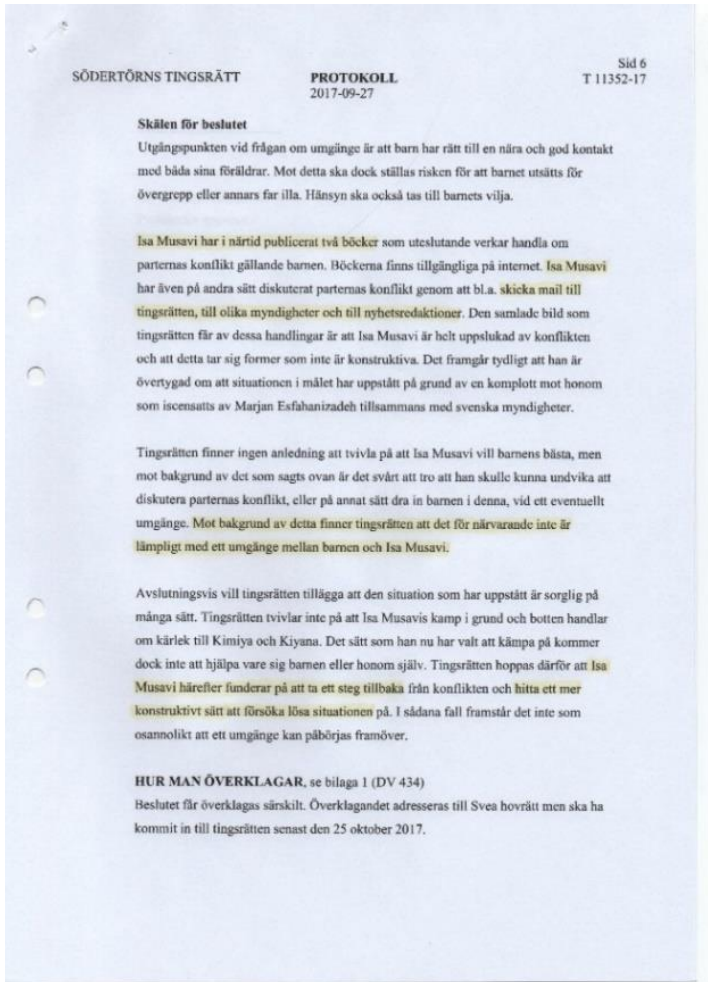 SÖDERTÖRNS TINGSRÄTT
PROTOKOLL
2017-09-27
Sid 6
T 11352-17
Skälen för beslutet
Utgångspunkten vid frågan om umgänge är att barn har rätt till en nära och god kontakt
med båda sina föräldrar. Mot detta ska dock ställas risken för att barnet utsätts för
övergrepp eller annars far illa. Hänsyn ska också tas till barnets vilja.
Isa Musavi har i närtid publicerat två böcker som uteslutande verkar handla om
parternas konflikt gällande barnen. Böckerna finns tillgängliga på internet. Isa Musavi
har även på andra sätt diskuterat parternas konflikt genom att bl.a. skicka mail till
tingsrätten, till olika myndigheter och till nyhetsredaktioner. Den samlade bild som
tingsrätten får av dessa handlingar är att Isa Musavi är helt uppslukad av konflikten
och att detta tar sig former som inte är konstruktiva. Det framgår tydligt att han är
övertygad om att situationen i målet har uppstått på grund av en komplott mot honom
som iscensatts av Marjan Esfahanizadeh tillsammans med svenska myndigheter.
Tingsrätten finner ingen anledning att tvivla på att Isa Musavi vill barnens bästa, men
mot bakgrund av det som sagts ovan är det svårt att tro att han skulle kunna undvika att
diskutera parternas konflikt, eller på annat sätt dra in barnen i denna, vid ett eventuellt
umgänge. Mot bakgrund av detta finner tingsrätten att det för närvarande inte är
lämpligt med ett umgänge mellan barnen och Isa Musavi.
Avslutningsvis vill tingsrätten tillägga att den situation som har uppstått är sorglig på
många sätt. Tingsrätten tvivlar inte på att Isa Musavis kamp i grund och botten handlar
om kärlek till Kimiya och Kiyana. Det sätt som han nu har valt att kämpa på kommer
dock inte att hjälpa vare sig barnen eller honom själv. Tingsrätten hoppas därför att Isa
Musavi härefter funderar på att ta ett steg tillbaka från konflikten och hitta ett mer
konstruktivt sätt att försöka lösa situationen på. I sådana fall framstår det inte som
osannolikt att ett umgänge kan påbörjas framöver.
HUR MAN ÖVERKLAGAR, se bilaga 1 (DV 434)
Beslutet får överklagas särskilt. Överklagandet adresseras till Svea hovrätt men ska ha
kommit in till tingsrätten senast den 25 oktober 2017.